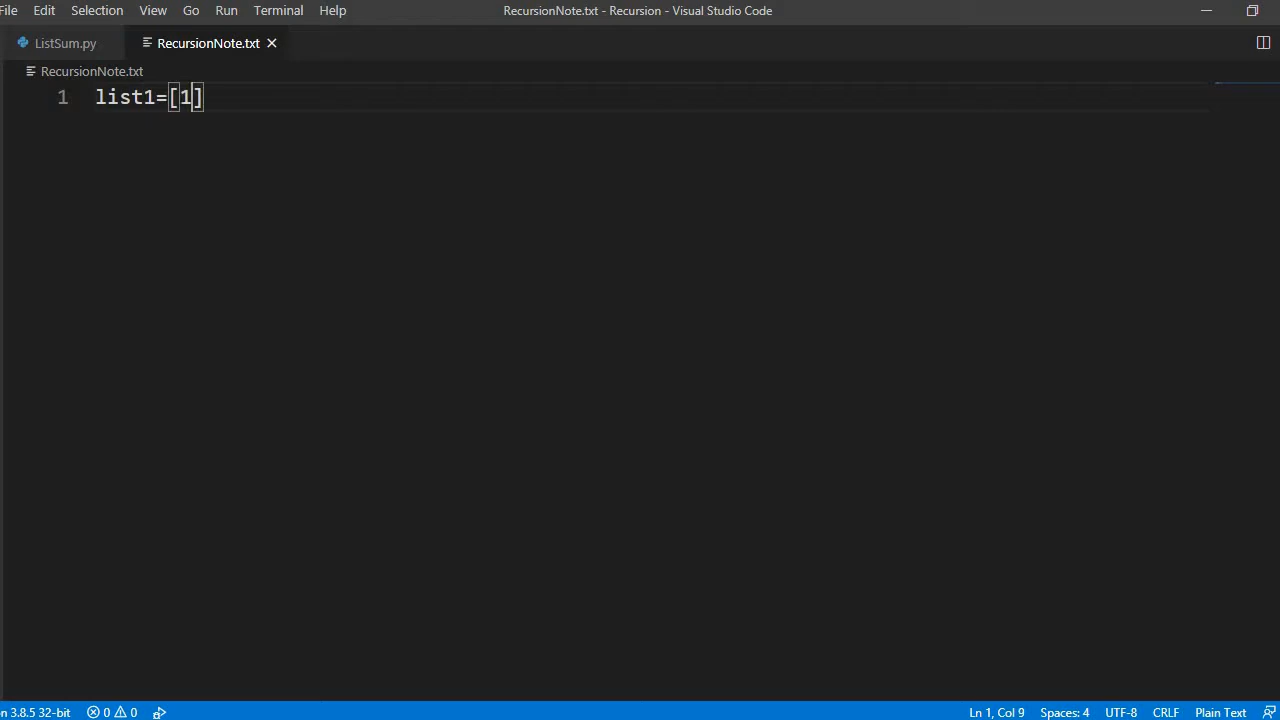 File Edit Selection View Go Run Terminal Help RecursionNote.txt - Recursion - Visual Studio Code
ListSum.py RecursionNote.txt
RecursionNote.txt
1 list1=[1]
n 3.8.5 32-bit 0 0 Ln 1, Col 9 Spaces: 4 UTF-8 CRLF Plain Text